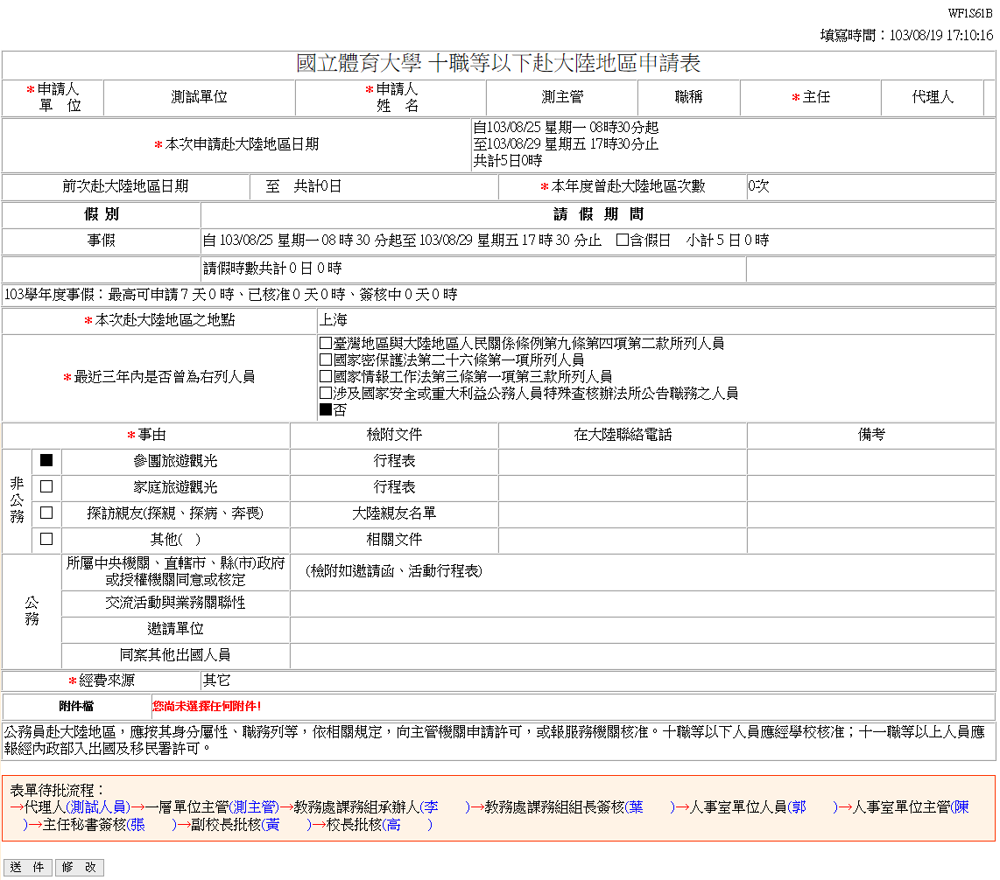 WF1S61B
填寫時間：103/08/19 17:10:16
國立體育大學 十職等以下赴大陸地區申請表
*申請人 單　位　測試單位　*申請人 姓　名　測主管　職稱　*主任　代理人
*本次申請赴大陸地區日期
自103/08/25 星期一 08時30分起
至103/08/29 星期五 17時30分止
共計5日0時
前次赴大陸地區日期　至　共計0日　*本年度曾赴大陸地區次數　0次
假 別　請 假 期 間
事假　自 103/08/25 星期一 08 時 30 分起至 103/08/29 星期五 17 時 30 分止　□含假日　小計 5 日 0 時
請假時數共計 0 日 0 時
103學年度事假：最高可申請 7 天 0 時、已核准 0 天 0 時、簽核中 0 天 0 時
*本次赴大陸地區之地點　上海
*最近三年內是否曾為右列人員
□臺灣地區與大陸地區人民關係條例第九條第四項第二款所列人員
□國家密保護法第二十六條第一項所列人員
□國家情報工作法第三條第一項第三款所列人員
□涉及國家安全或重大利益公務人員特殊查核辦法所公告職務之人員
■否
*事由　檢附文件　在大陸聯絡電話　備考
非公務
■　參團旅遊觀光　行程表
□　家庭旅遊觀光　行程表
□　探訪親友(探親、探病、奔喪)　大陸親友名單
□　其他(　)　相關文件
公務
所屬中央機關、直轄市、縣(市)政府
或授權機關同意或核定　(檢附如邀請函、活動行程表)
交流活動與業務關聯性
邀請單位
同案其他出國人員
*經費來源　其它
附件檔　您尚未選擇任何附件!
公務員赴大陸地區，應按其身分屬性、職務列等，依相關規定，向主管機關申請許可，或報服務機關核准。十職等以下人員應經學校核准；十一職等以上人員應
報經內政部入出國及移民署許可。
表單待批流程：
→代理人(測試人員)→一層單位主管(測主管)→教務處課務組承辦人(李　　)→教務處課務組組長簽核(葉　　)→人事室單位人員(郭　　)→人事室單位主管(陳
　)→主任秘書簽核(張　　)→副校長批核(黃　　)→校長批核(高　　)
送 件　修 改